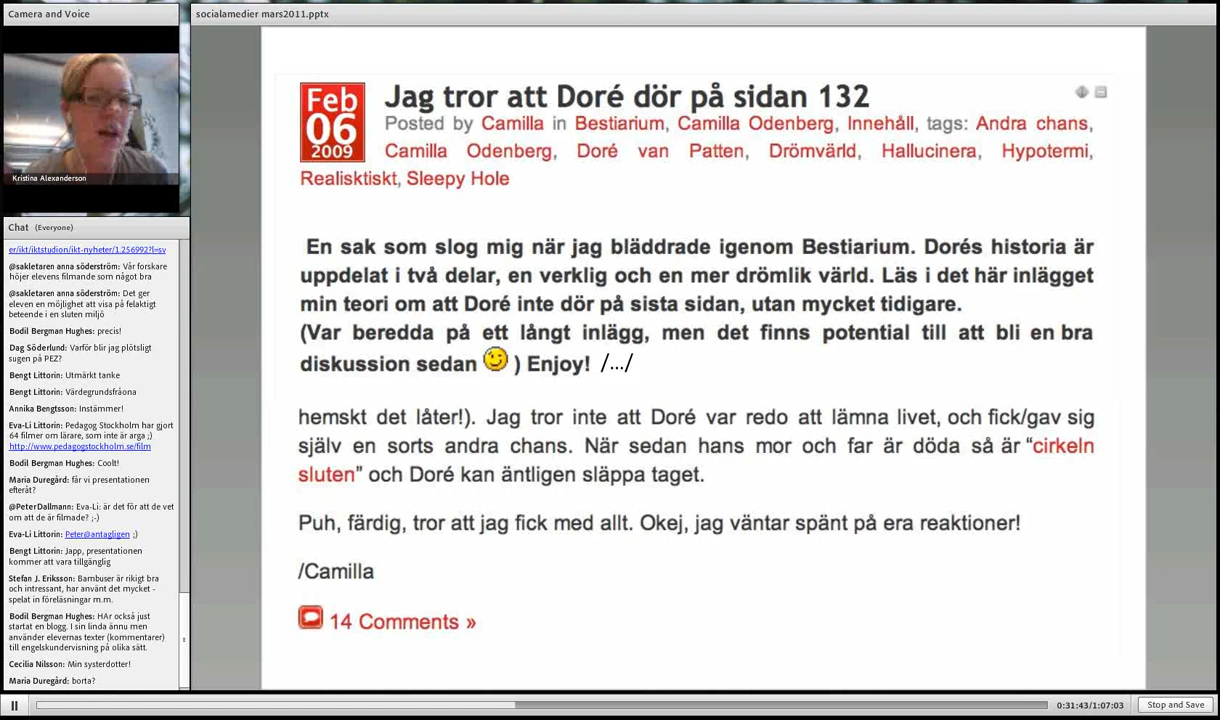 Camera and Voice
Kristina Alexanderson
Chat (Everyone)
er/ikt/iktstudion/ikt-nyheter/1.256992?l=sv
@sakletaren anna söderström: Vår forskare
höjer elevens filmande som något bra
@sakletaren anna söderström: Det ger
eleven en möjlighet att visa på felaktigt
beteende i en sluten miljö
Bodil Bergman Hughes: precis!
Dag Söderlund: Varför blir jag plötsligt
sugen på PEZ?
Bengt Littorin: Utmärkt tanke
Bengt Littorin: Värdegrundsfråona
Annika Bengtsson: Instämmer!
Eva-Li Littorin: Pedagog Stockholm har gjort
64 filmer om lärare, som inte är arga ;)
http://www.pedagogstockholm.se/film
Bodil Bergman Hughes: Coolt!
Maria Duregård: får vi presentationen
efteråt?
@PeterDallmann: Eva-Li: är det för att de vet
om att de är filmade? ;-)
Eva-Li Littorin: Peter@antagligen ;)
Bengt Littorin: Japp, presentationen
kommer att vara tillgänglig
Stefan J. Eriksson: Bambuser är rikigt bra
och intressant, har använt det mycket -
spelat in föreläsningar m.m.
Bodil Bergman Hughes: HAr också just
startat en blogg. I sin linda ännu men
använder elevernas texter (kommentarer)
till engelskundervisning på olika sätt.
Cecilia Nilsson: Min systerdotter!
Maria Duregård: borta?
socialamedier mars2011.pptx
Feb
06
2009
Jag tror att Doré dör på sidan 132
Posted by Camilla in Bestiarium, Camilla Odenberg, Innehåll, tags: Andra chans,
Camilla Odenberg, Doré van Patten, Drömvärld, Hallucinera, Hypotermi,
Realisktiskt, Sleepy Hole
En sak som slog mig när jag bläddrade igenom Bestiarium. Dorés historia är
uppdelat i två delar, en verklig och en mer drömlik värld. Läs i det här inlägget
min teori om att Doré inte dör på sista sidan, utan mycket tidigare.
(Var beredda på ett långt inlägg, men det finns potential till att bli en bra
diskussion sedan ) Enjoy! /.../
hemskt det låter!). Jag tror inte att Doré var redo att lämna livet, och fick/gav sig
själv en sorts andra chans. När sedan hans mor och far är döda så är “cirkeln
sluten” och Doré kan äntligen släppa taget.
Puh, färdig, tror att jag fick med allt. Okej, jag väntar spänt på era reaktioner!
/Camilla
14 Comments »
0:31:43/1:07:03
Stop and Save